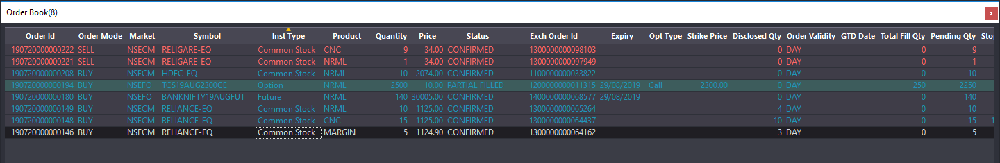 Order Book(8)
x
Order Id Order Mode Market Symbol Inst Type Product Quantity Price Status Exch Order Id Expiry Opt Type Strike Price Disclosed Qty Order Validity GTD Date Total Fill Qty Pending Qty Stop
190720000000222 SELL NSECM RELIGARE-EQ Common Stock CNC 9 34.00 CONFIRMED 1300000000098103 0 DAY 0 9
190720000000221 SELL NSECM RELIGARE-EQ Common Stock NRML 1 34.00 CONFIRMED 1300000000097949 0 DAY 0 1
190720000000208 BUY NSECM HDFC-EQ Common Stock NRML 10 2074.00 CONFIRMED 1100000000033822 0 DAY 0 10
190720000000194 BUY NSEFO TCS19AUG2300CE Option NRML 2500 10.00 PARTIAL FILLED 1200000000011315 29/08/2019 Call 2300.00 0 DAY 250 2250
190720000000180 BUY NSEFO BANKNIFTY19AUGFUT Future NRML 140 30005.00 CONFIRMED 1400000000068577 29/08/2019 0 DAY 0 140
190720000000149 BUY NSECM RELIANCE-EQ Common Stock NRML 10 1125.00 CONFIRMED 1300000000065264 4 DAY 0 10
190720000000148 BUY NSECM RELIANCE-EQ Common Stock CNC 15 1125.00 CONFIRMED 1300000000064437 10 DAY 0 15 1
190720000000146 BUY NSECM RELIANCE-EQ Common Stock MARGIN 5 1124.90 CONFIRMED 1300000000064162 3 DAY 0 5